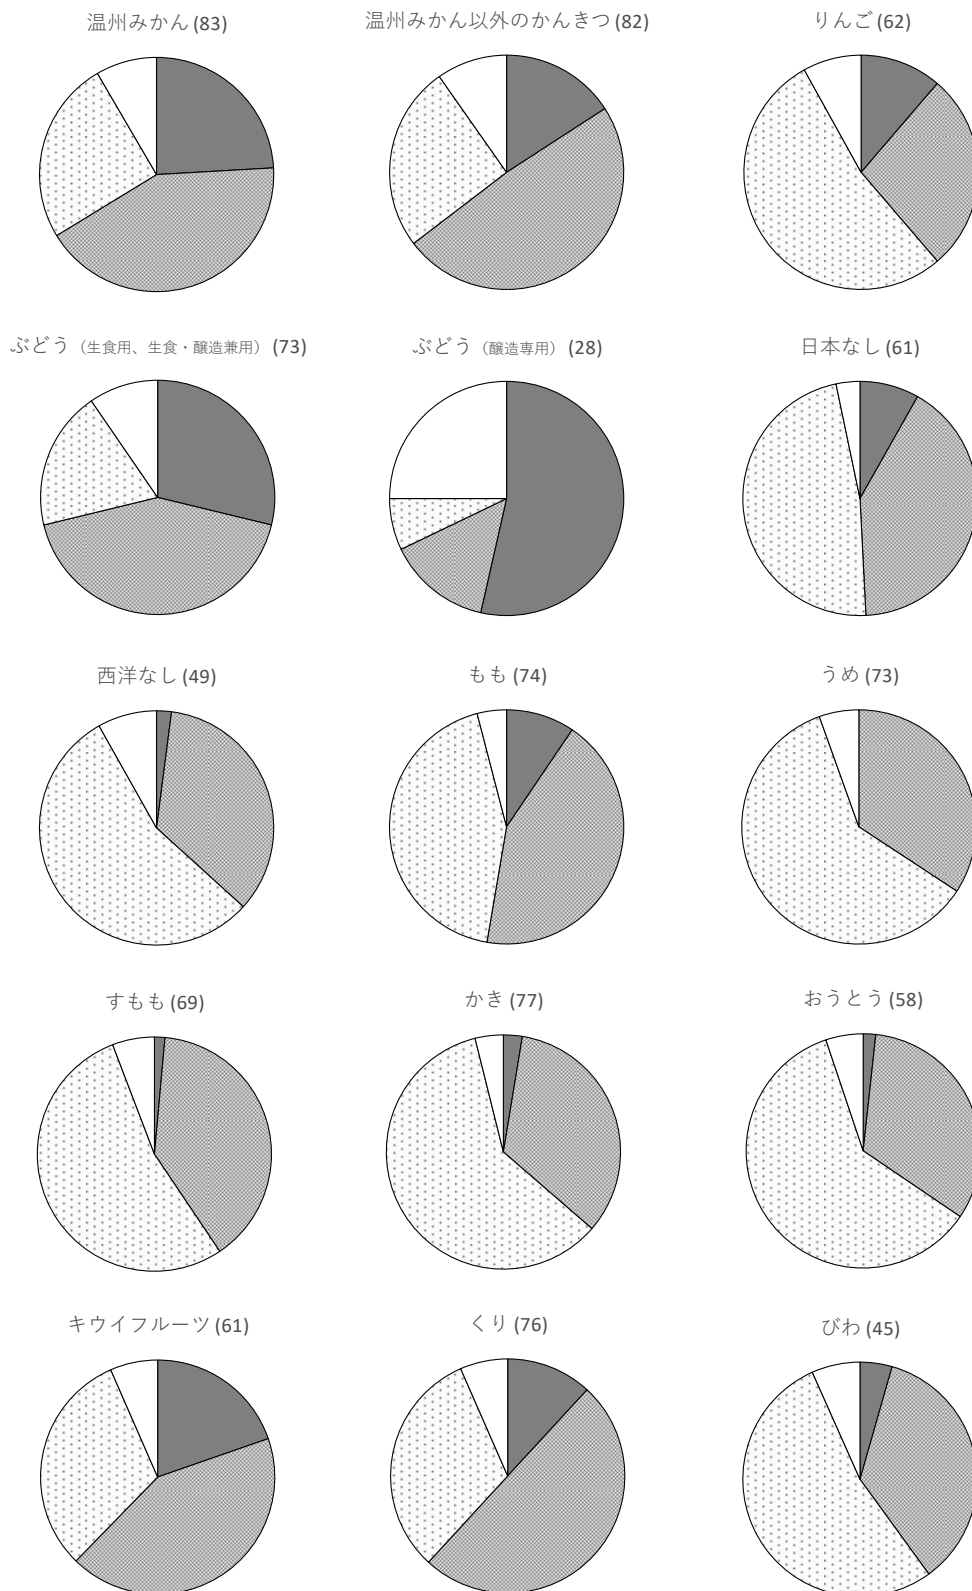 温州みかん (83)
温州みかん以外のかんきつ (82)
りんご (62)
ぶどう（生食用、生食・醸造兼用）(73)
ぶどう（醸造専用）(28)
日本なし (61)
西洋なし (49)
もも (74)
うめ (73)
すもも (69)
かき (77)
おうとう (58)
キウイフルーツ (61)
くり (76)
びわ (45)